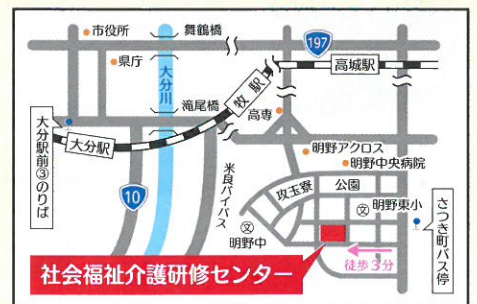 市役所
舞鶴橋
197
県庁
大分川
高城駅
牧駅
滝尾橋
高専
大分駅
大分駅前③のりば
明野アクロス
明野中央病院
10
米良バイパス
攻玉寮
公園
文
明野東小
文
明野中
さつき町バス停
徒歩3分
社会福祉介護研修センター